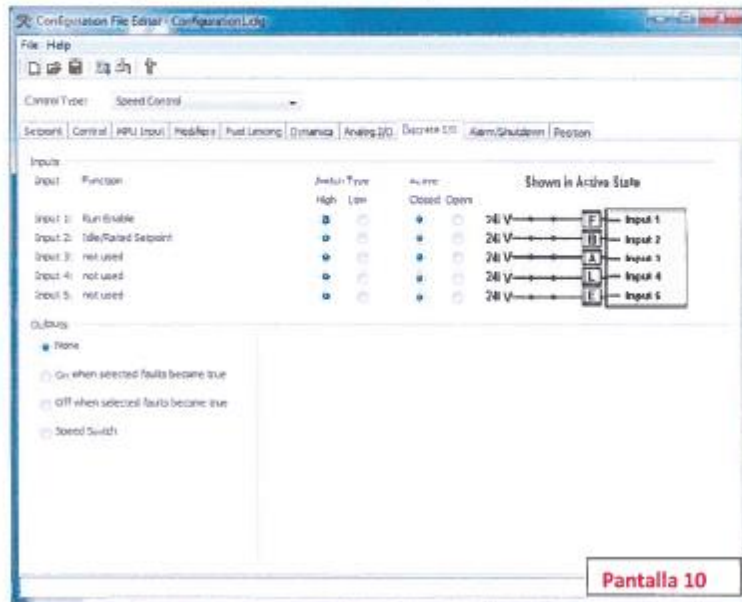 Configuration File Editor - Configuration1.cfg
File Help
Control Type: Speed Control
Setpoint Control MPU Input Modifiers Fuel Limiting Dynamics Analog I/O Discrete I/O Alarm/Shutdown Position
Inputs
Input Function Switch Type Active Shown in Active State
High Low Closed Open
Input 1: Run Enable 24 V F Input 1
Input 2: Idle/Rated Setpoint 24 V B Input 2
Input 3: not used 24 V A Input 3
Input 4: not used 24 V L Input 4
Input 5: not used 24 V E Input 5
Outputs
None
On when selected faults became true
Off when selected faults became true
Speed Switch
Pantalla 10